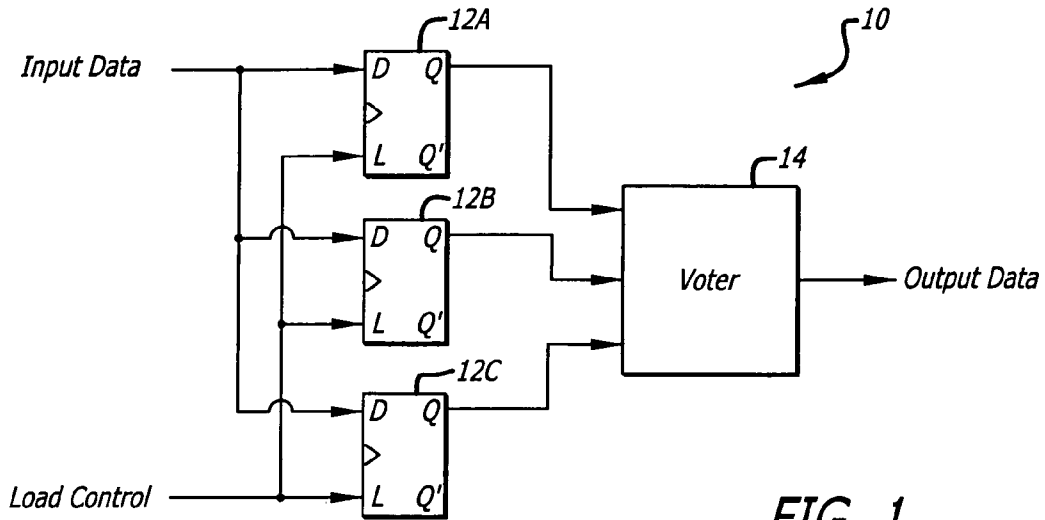 10
12A
Input Data
D Q
L Q'
14
12B
D Q
L Q'
Voter
Output Data
12C
D Q
L Q'
Load Control
FIG. 1